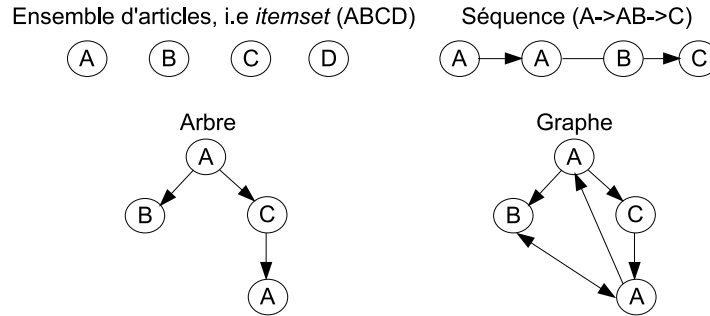 Ensemble d'articles, i.e itemset (ABCD)
A B C D
Séquence (A->AB->C)
A A B C
Arbre
A
B C
A
Graphe
A
B C
A